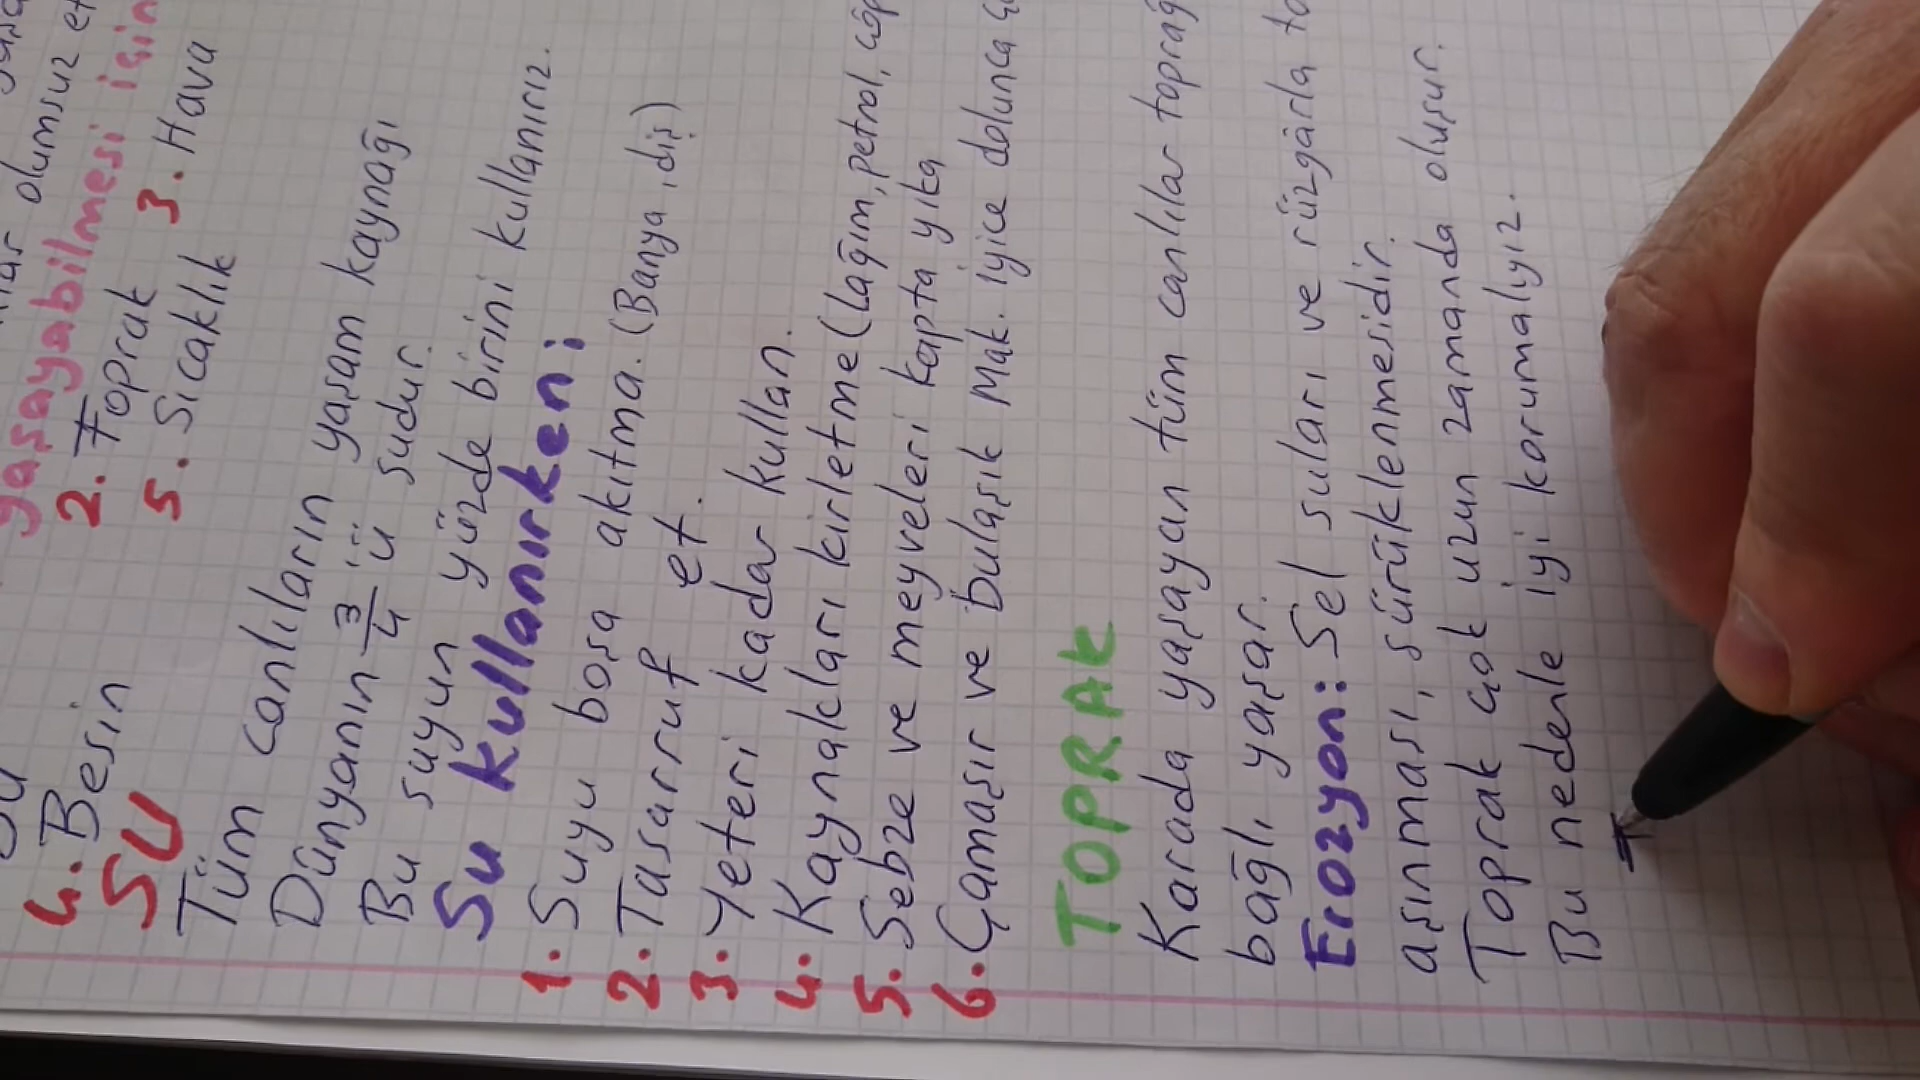 olumsuz
yaşayabilmesi için
2. Toprak 3. Hava
4. Besin 5. Sıcaklık
SU
Tüm canlıların yaşam kaynağı
Dünyanın 3/4 'ü sudur.
Bu suyun yüzde birini kullanırız.
Su kullanırken:
1. Suyu boşa akıtma. (Banya, diş)
2. Tasarruf et.
3. Yeteri kadar kullan.
4. Kaynakları kirletme (Lağım, petrol, çöp
5. Sebze ve meyveleri kapta yıka
6. Çamaşır ve bulaşık Mak. iyice dolunca
TOPRAK
Karada yaşayan tüm canlılar toprağ
bağlı yaşar.
Erozyon: Sel suları ve rüzgârla to
aşınması, sürüklenmesidir.
Toprak çok uzun zamanda oluşur.
Bu nedenle iyi korumalıyız.